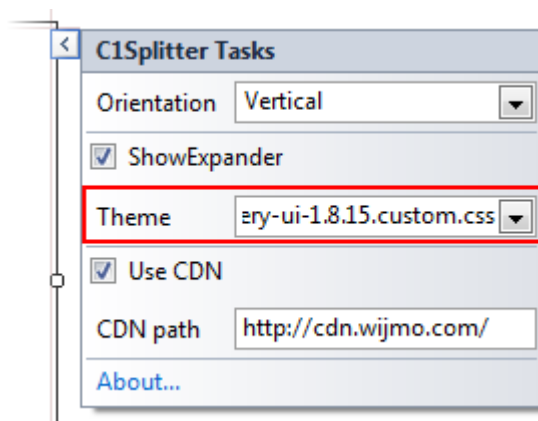 C1Splitter Tasks
Orientation Vertical
ShowExpander
Theme ery-ui-1.8.15.custom.css
Use CDN
CDN path http://cdn.wijmo.com/
About...